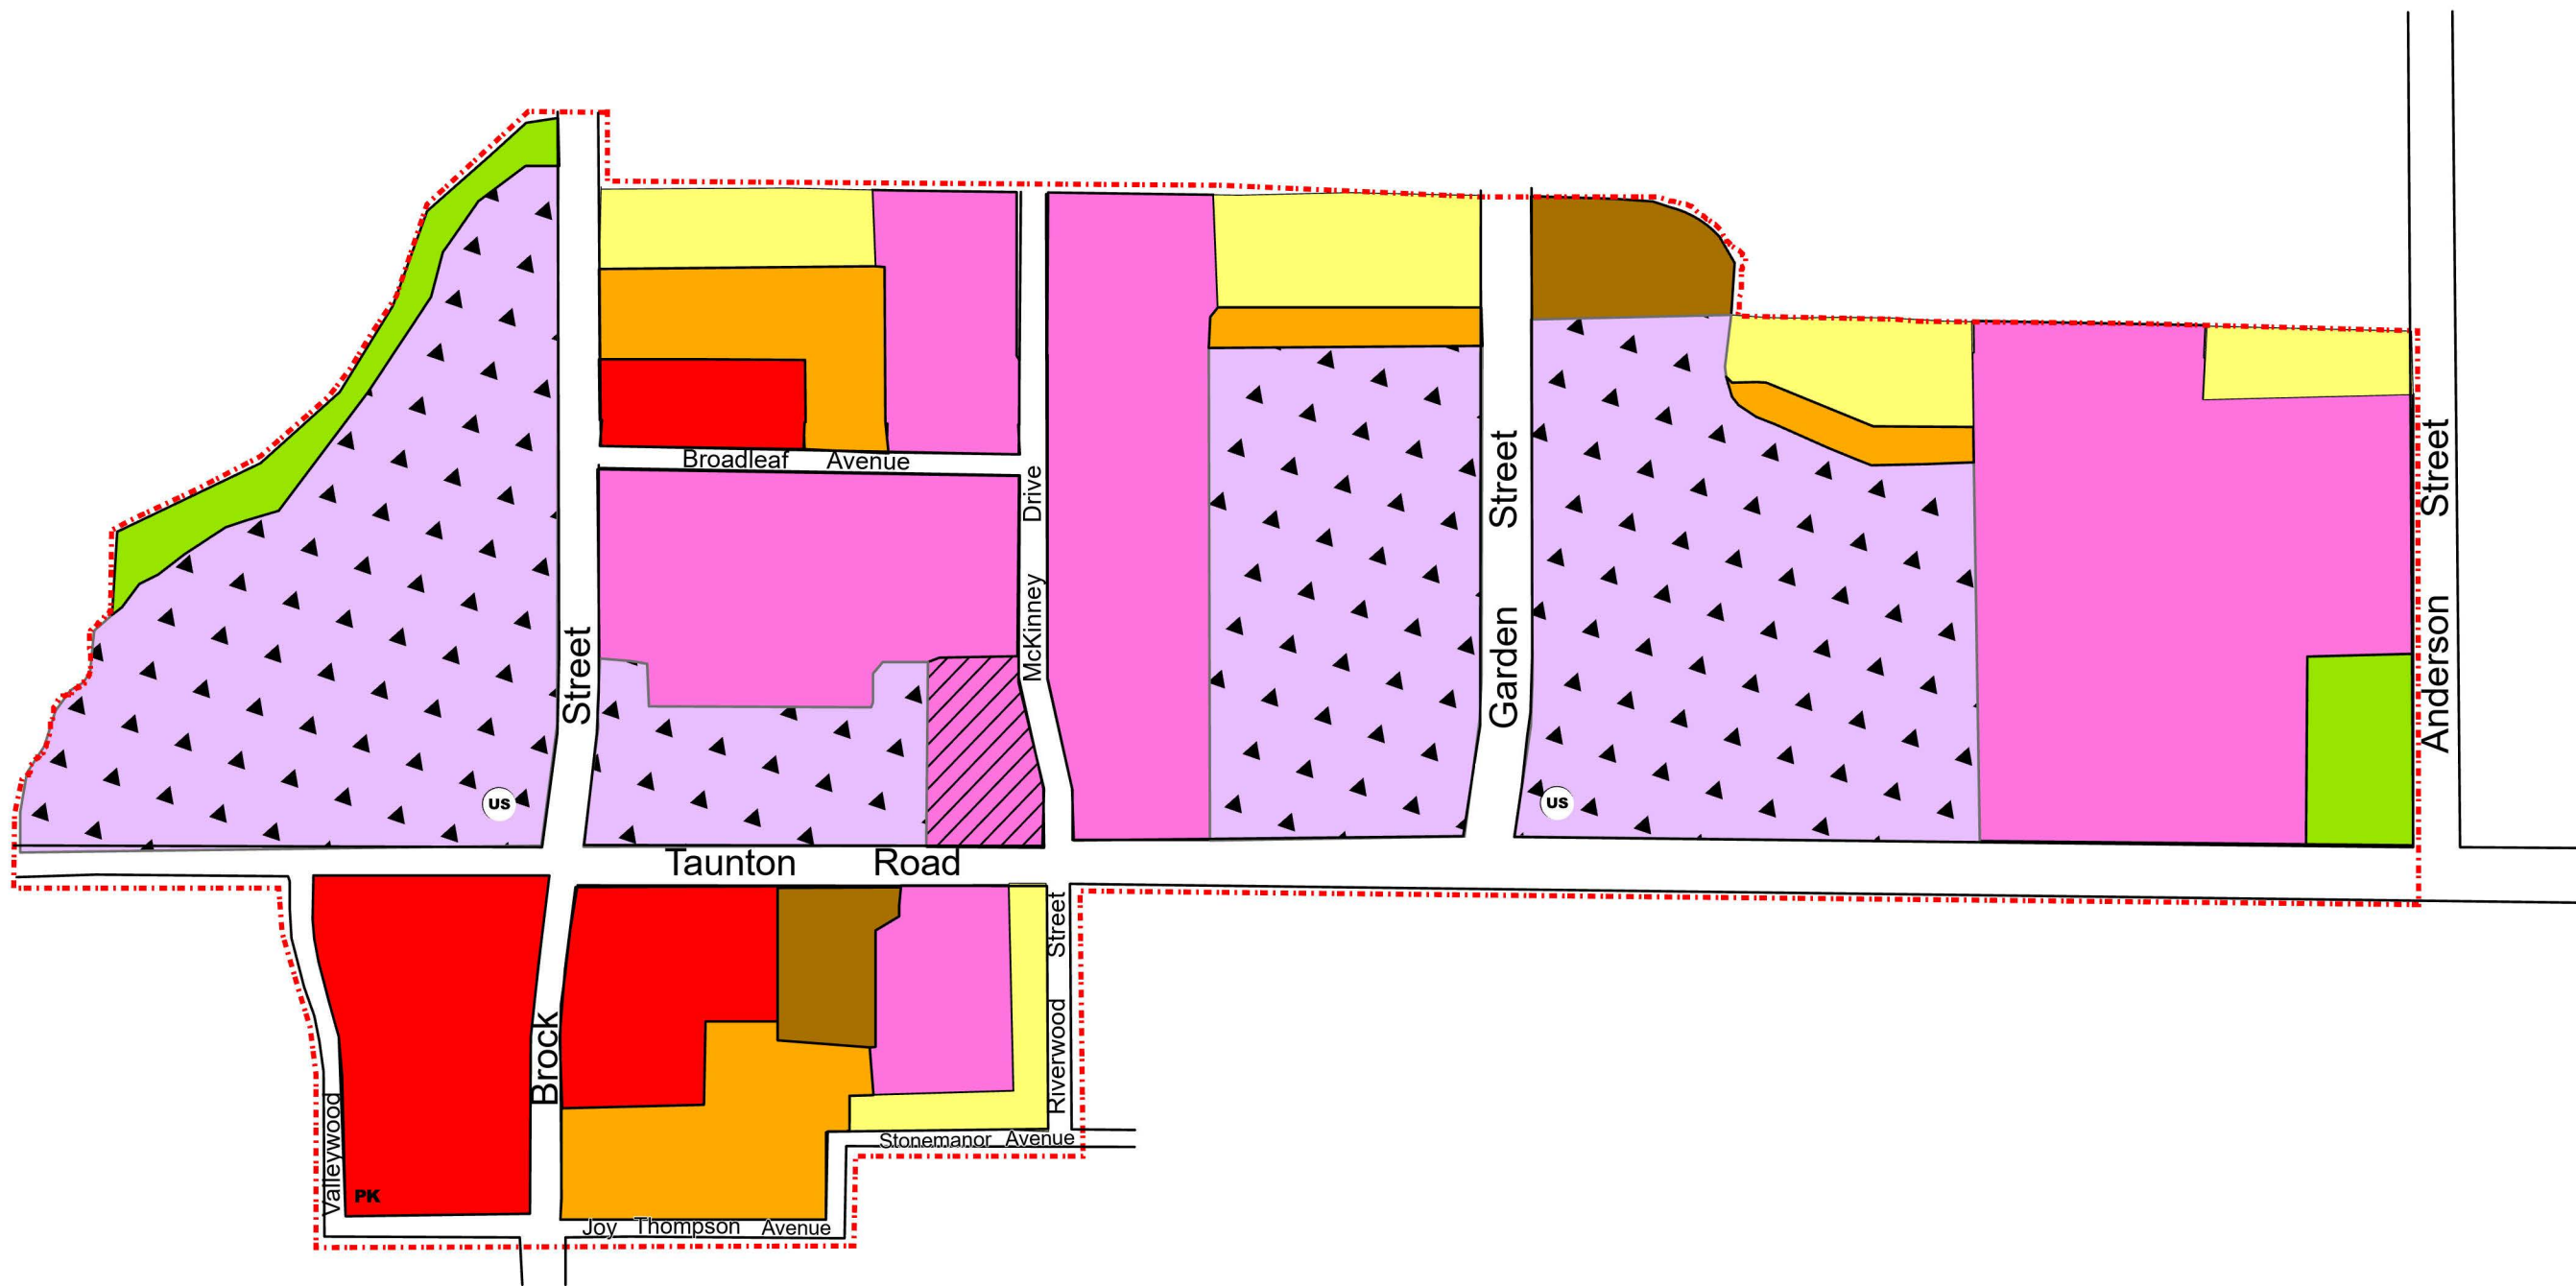 Broadleaf Avenue
McKinney Drive
Garden Street
Anderson Street
Brock Street
US
US
Taunton Road
Riverwood Street
Valleywood
Stonemanor Avenue
PK
Joy Thompson Avenue